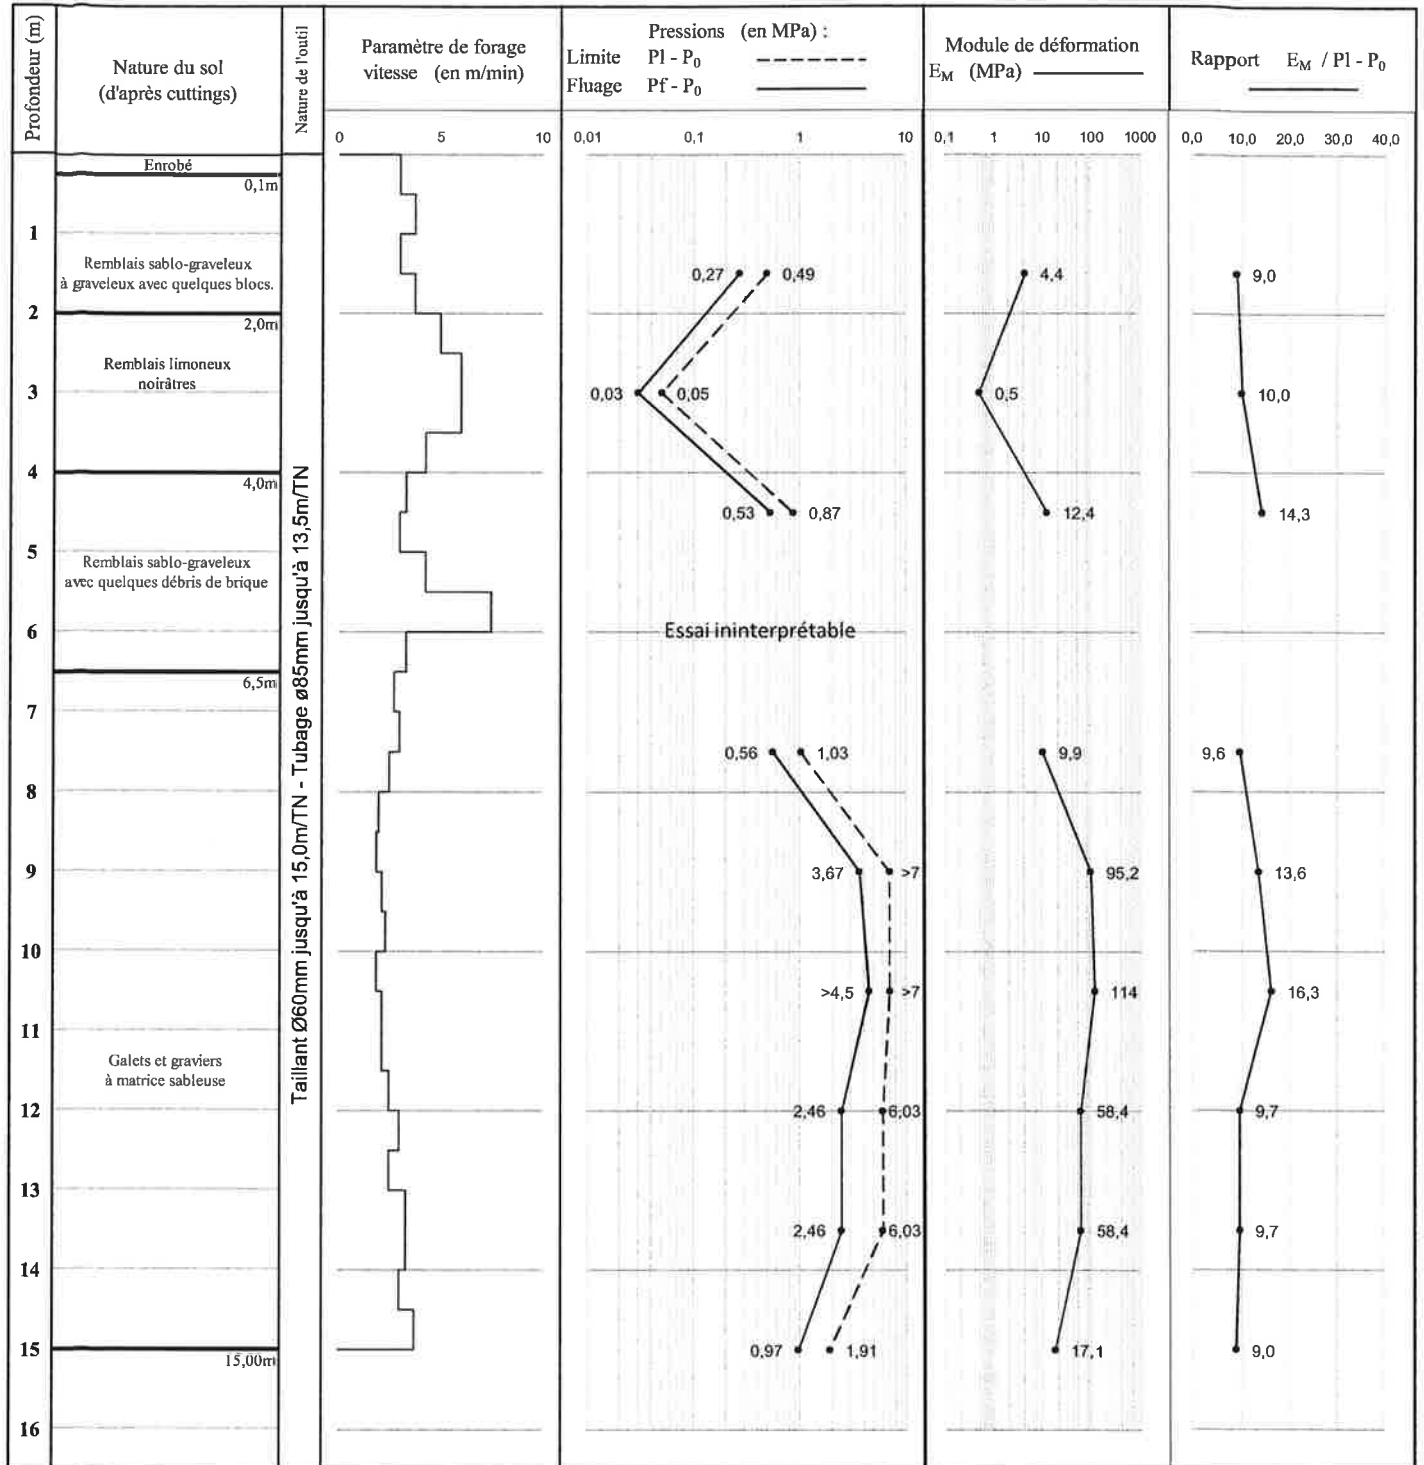 Profondeur (m)
Nature du sol
(d'après cuttings)
Nature de l'outil
Paramètre de forage
vitesse (en m/min)
Pressions (en MPa) :
Limite Pl - P0
Fluage Pf - P0
Module de déformation
EM (MPa)
Rapport EM / Pl - P0
0 5 10
0,01 0,1 1 10
0,1 1 10 100 1000
0,0 10,0 20,0 30,0 40,0
Enrobé
0,1m
1
Remblais sablo-graveleux
à graveleux avec quelques blocs.
0,27 0,49 4,4 9,0
2
2,0m
Remblais limoneux
noirâtres
3
0,03 0,05 0,5 10,0
4
4,0m
0,53 0,87 12,4 14,3
5
Remblais sablo-graveleux
avec quelques débris de brique
6
Essai ininterprétable
6,5m
7
0,56 1,03 9,9 9,6
8
9
3,67 >7 95,2 13,6
10
>4,5 >7 114 16,3
11
Galets et graviers
à matrice sableuse
12
2,46 6,03 58,4 9,7
13
2,46 6,03 58,4 9,7
14
15
0,97 1,91 17,1 9,0
15,00m
16
Taillant Ø60mm jusqu'à 15,0m/TN - Tubage ø85mm jusqu'à 13,5m/TN